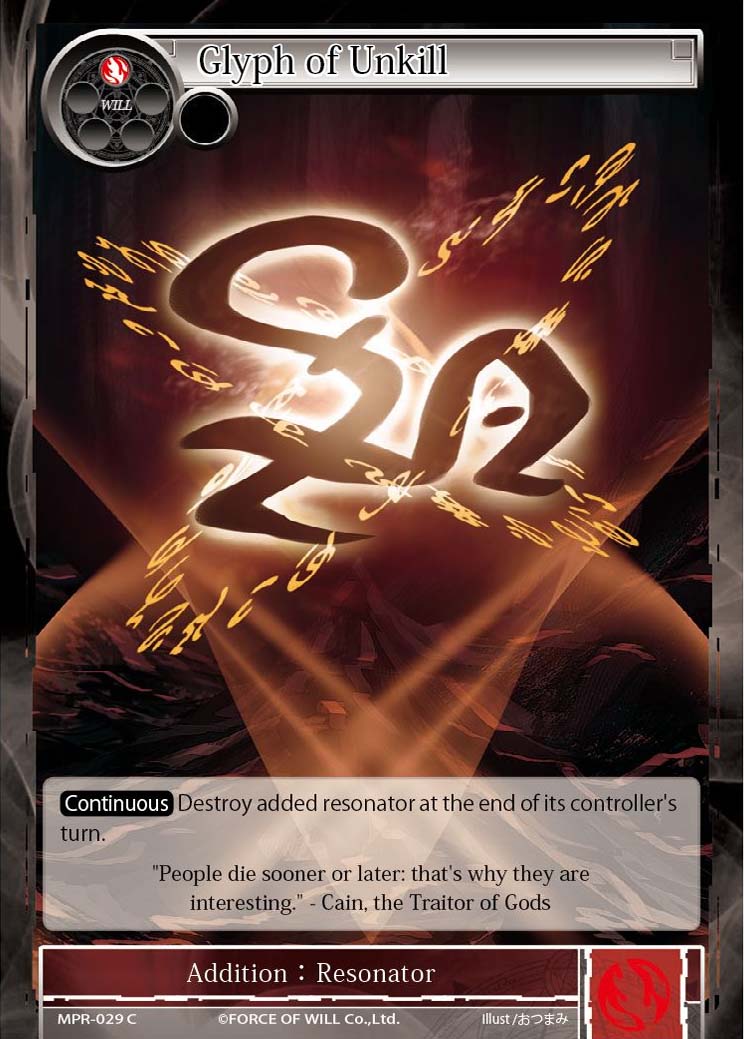 Glyph of Unkill
WILL
Continuous Destroy added resonator at the end of its controller's
turn.
"People die sooner or later: that's why they are
interesting." - Cain, the Traitor of Gods
Addition : Resonator
MPR-029 C ©FORCE OF WILL Co.,Ltd. Illust /おつまみ